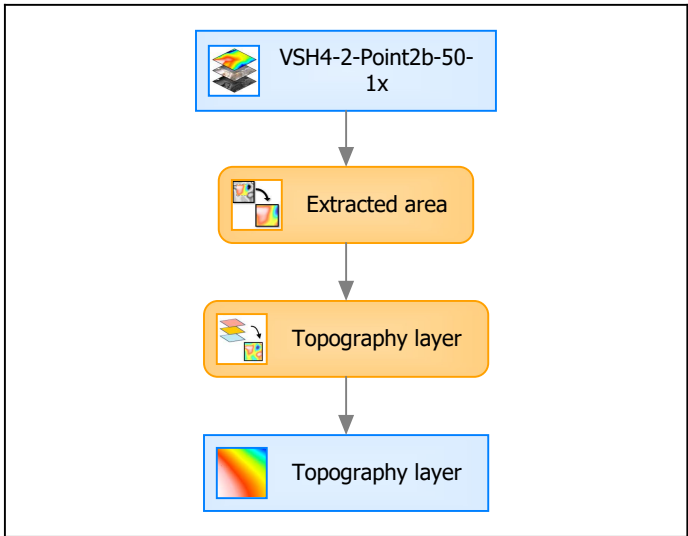 VSH4-2-Point2b-50-
1x
Extracted area
Topography layer
Topography layer